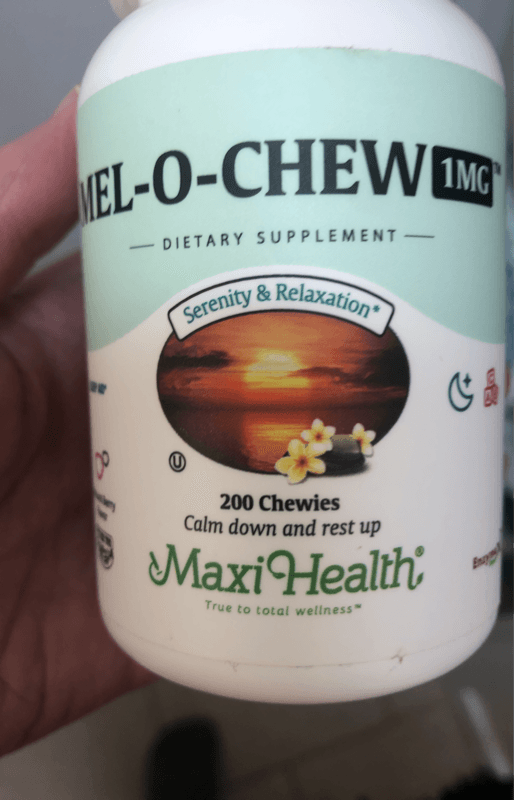 MEL-O-CHEW 1MG™
DIETARY SUPPLEMENT
Serenity & Relaxation*
U
200 Chewies
Calm down and rest up
MaxiHealth®
True to total wellness™